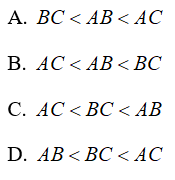 A. BC < AB < AC
B. AC < AB < BC
C. AC < BC < AB
D. AB < BC < AC